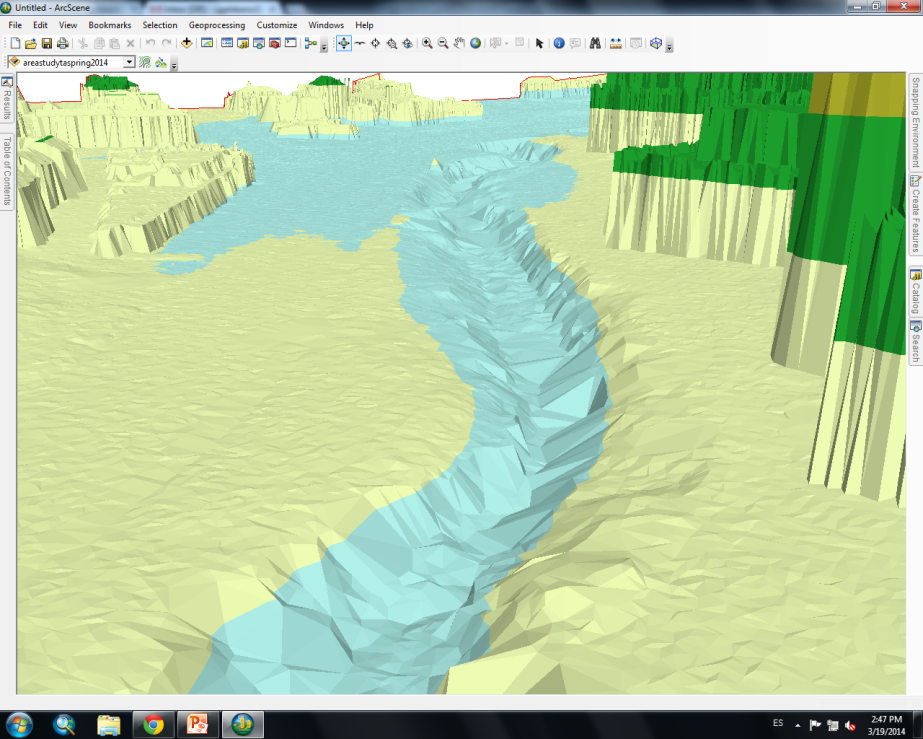 Untitled - ArcScene
File Edit View Bookmarks Selection Geoprocessing Customize Windows Help
areastudytaspring2014
Results
Table of Contents
Snapping Environment
Create Features
Catalog
Search
ES
2:47 PM
3/19/2014